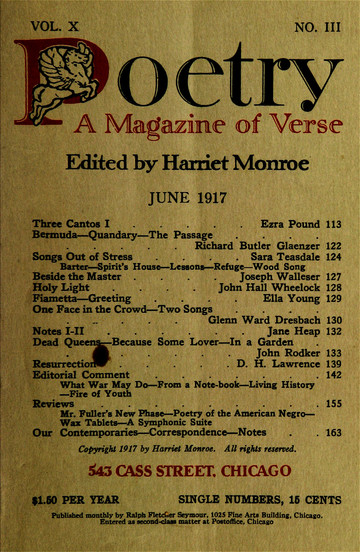 VOL. X NO. III
Poetry
A Magazine of Verse
Edited by Harriet Monroe
JUNE 1917
Three Cantos I . . . . . Ezra Pound 113
Bermuda—Quandary—The Passage . . .
. . . . . Richard Butler Glaenzer 122
Songs Out of Stress . . . . Sara Teasdale 124
Barter—Spirit's House—Lessons—Refuge—Wood Song
Beside the Master . . . . Joseph Walleser 127
Holy Light . . . . John Hall Wheelock 128
Fiametta—Greeting . . . . Ella Young 129
One Face in the Crowd—Two Songs . . .
. . . . . Glenn Ward Dresbach 130
Notes I-II . . . . . Jane Heap 132
Dead Queens—Because Some Lover—In a Garden
. . . . . . . John Rodker 133
Resurrection . . . . . D. H. Lawrence 139
Editorial Comment . . . . . . 142
What War May Do—From a Note-book—Living History
—Fire of Youth
Reviews . . . . . . . . 155
Mr. Fuller's New Phase—Poetry of the American Negro—
Wax Tablets—A Symphonic Suite
Our Contemporaries—Correspondence—Notes . . 163
Copyright 1917 by Harriet Monroe. All rights reserved.
543 CASS STREET, CHICAGO
$1.50 PER YEAR SINGLE NUMBERS, 15 CENTS
Published monthly by Ralph Fletcher Seymour, 1025 Fine Arts Building, Chicago.
Entered as second-class matter at Postoffice, Chicago